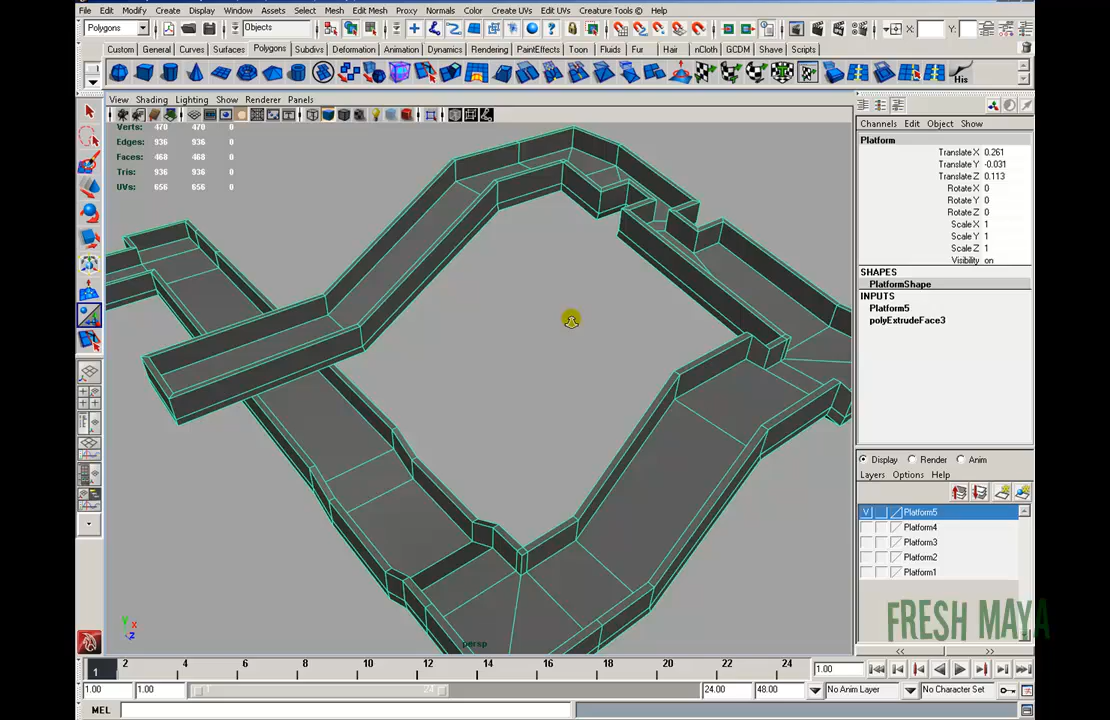 File Edit Modify Create Display Window Assets Select Mesh Edit Mesh Proxy Normals Color Create UVs Edit UVs Creature Tools © Help
Polygons Objects X: Y:
Custom General Curves Surfaces Polygons Subdivs Deformation Animation Dynamics Rendering PaintEffects Toon Fluids Fur Hair nCloth GCDM Shave Scripts
His
View Shading Lighting Show Renderer Panels
Channels Edit Object Show
Verts: 470 470 0
Edges: 936 936 0
Faces: 468 468 0
Tris: 936 936 0
UVs: 656 656 0
Platform
Translate X 0.261
Translate Y -0.031
Translate Z 0.113
Rotate X 0
Rotate Y 0
Rotate Z 0
Scale X 1
Scale Y 1
Scale Z 1
Visibility on
SHAPES
PlatformShape
INPUTS
Platform5
polyExtrudeFace3
Display Render Anim
Layers Options Help
V Platform5
Platform4
Platform3
Platform2
Platform1
FRESH MAYA
persp
<< >>
1 2 4 6 8 10 12 14 16 18 20 22 24 1.00
1.00 1.00 1 24 24.00 48.00 No Anim Layer No Character Set
MEL